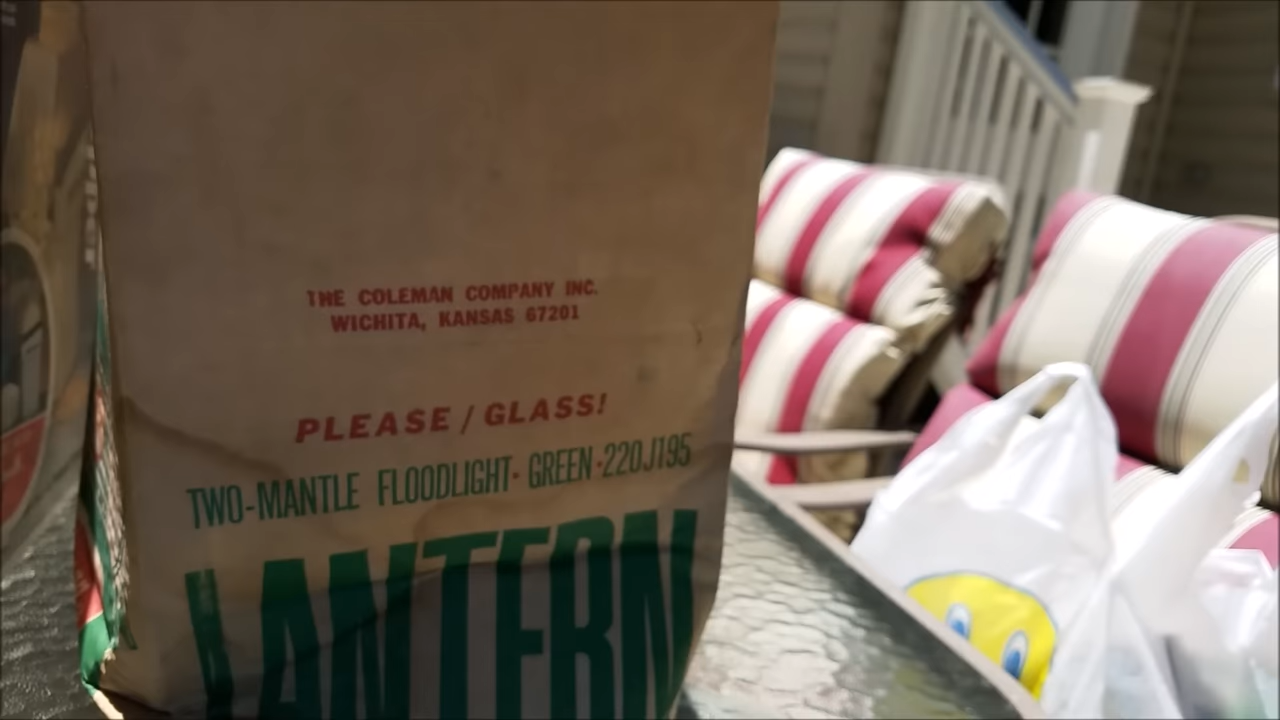 THE COLEMAN COMPANY INC.
WICHITA, KANSAS 67201
PLEASE / GLASS!
TWO-MANTLE FLOODLIGHT · GREEN · 220J195
LANTERN